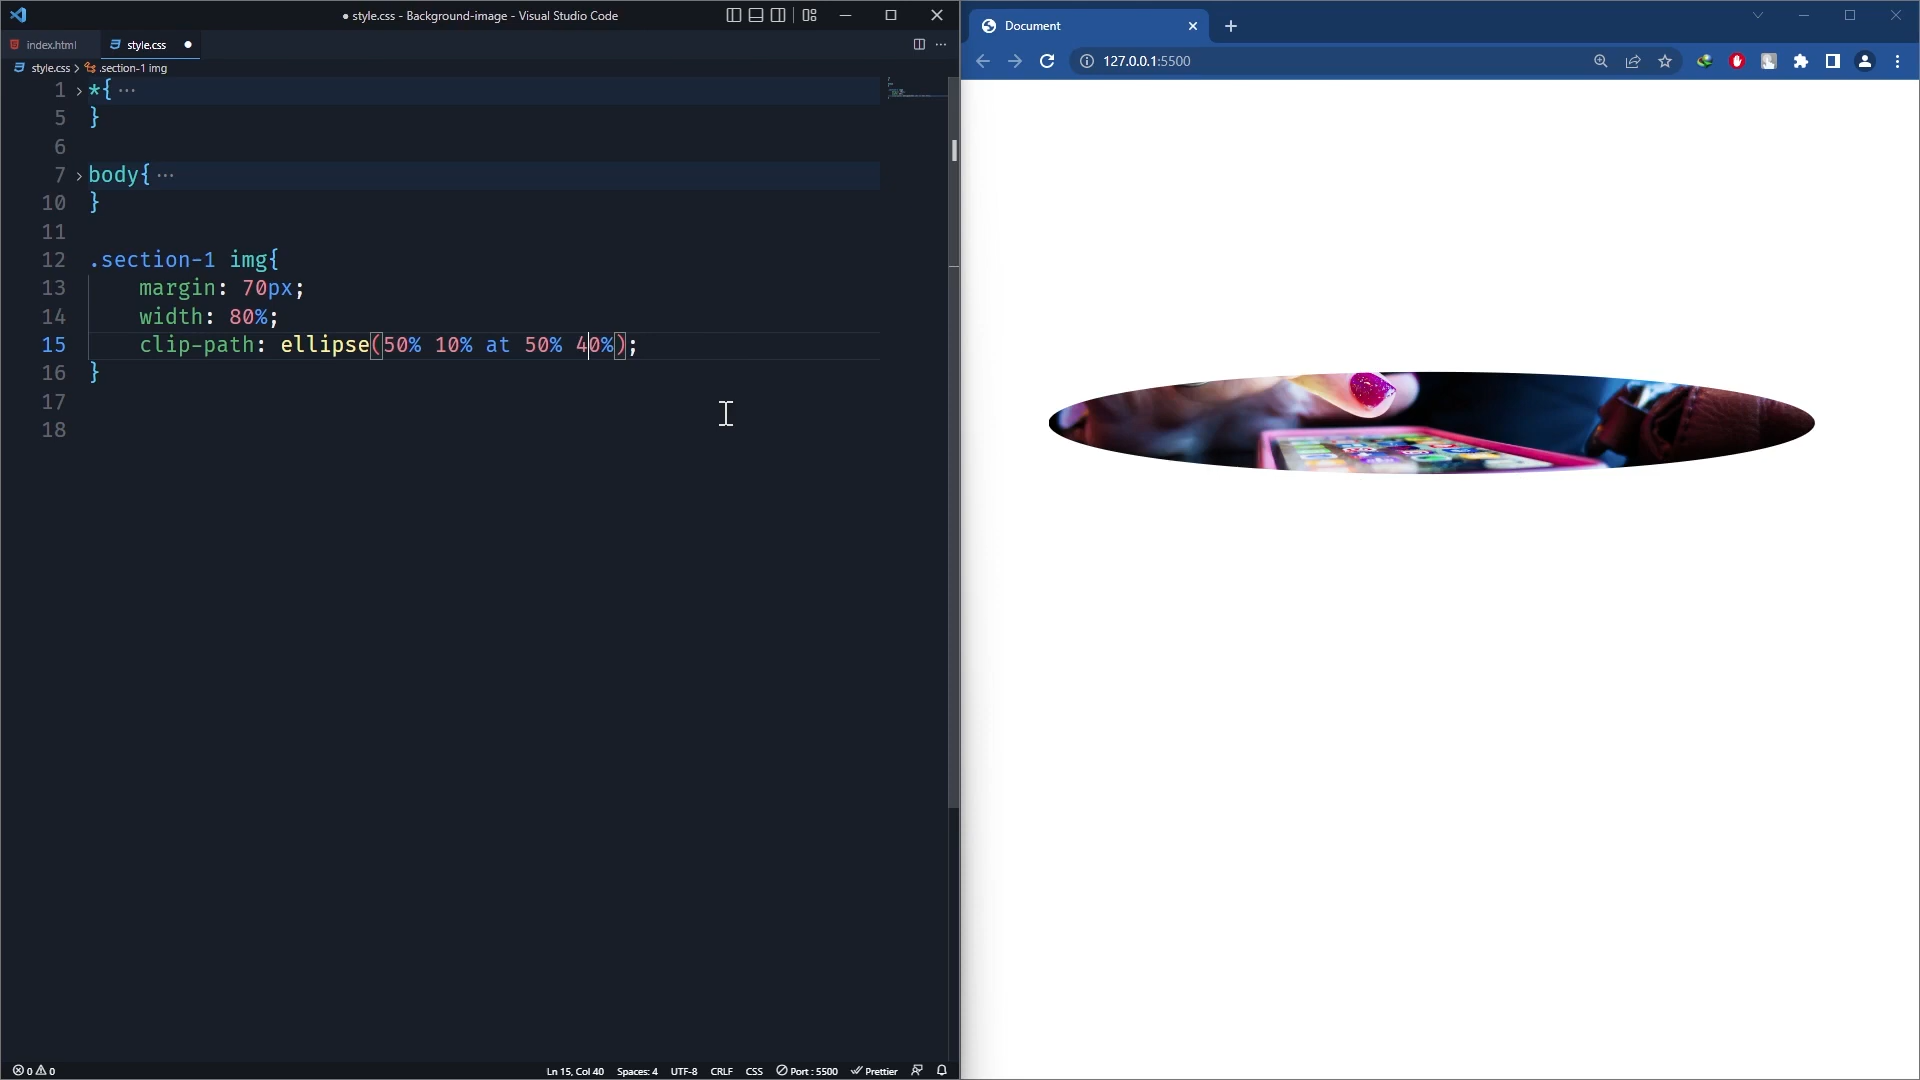 ● style.css - Background-image - Visual Studio Code
index.html
style.css ●
style.css > .section-1 img
1 *{ ···
5 }
6
7 body{ ···
10 }
11
12 .section-1 img{
13 margin: 70px;
14 width: 80%;
15 clip-path: ellipse(50% 10% at 50% 40%);
16 }
17
18
0 0
Ln 15, Col 40 Spaces: 4 UTF-8 CRLF CSS Port : 5500 Prettier
Document
127.0.0.1:5500